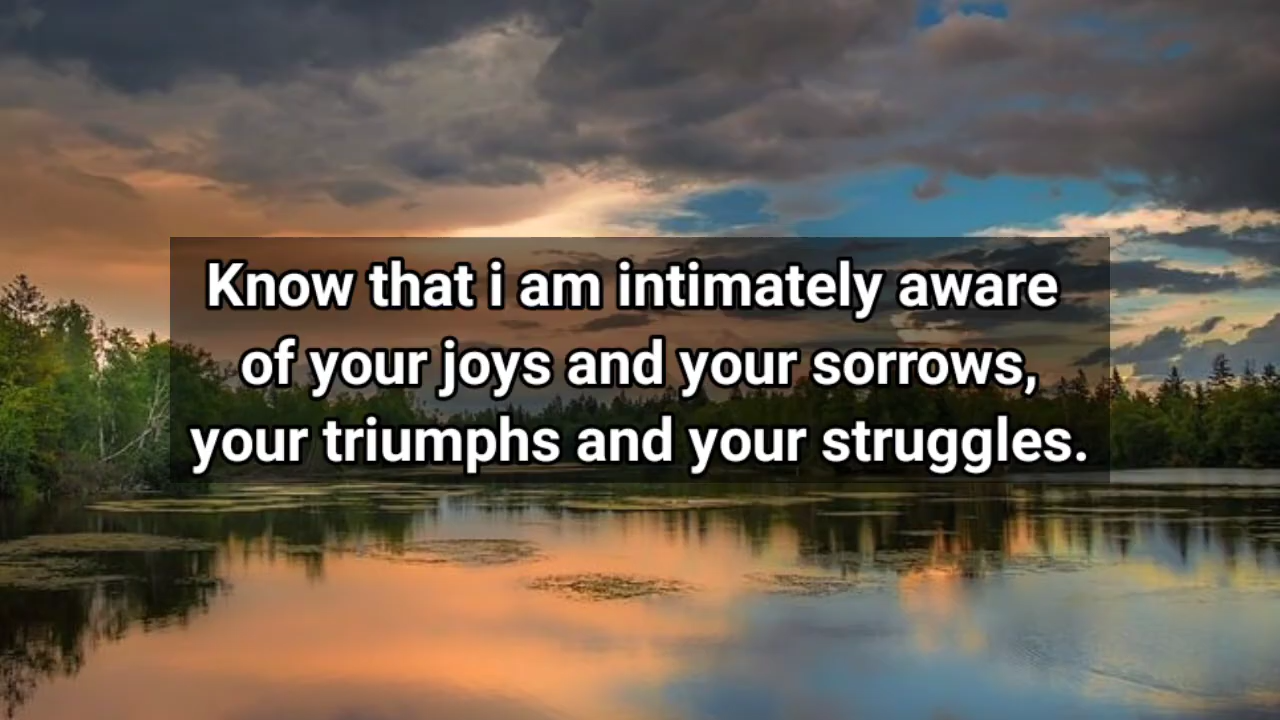 Know that i am intimately aware
of your joys and your sorrows,
your triumphs and your struggles.